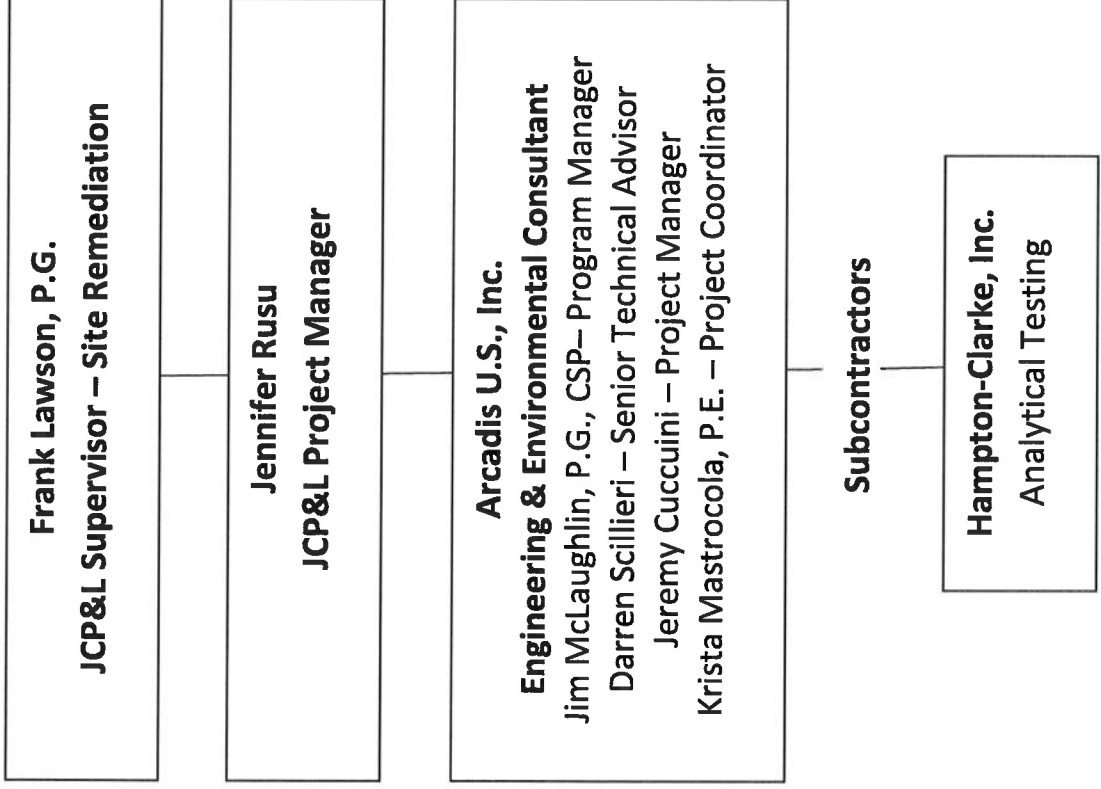 Frank Lawson, P.G.
JCP&L Supervisor – Site Remediation
Jennifer Rusu
JCP&L Project Manager
Arcadis U.S., Inc.
Engineering & Environmental Consultant
Jim McLaughlin, P.G., CSP– Program Manager
Darren Scillieri – Senior Technical Advisor
Jeremy Cuccuini – Project Manager
Krista Mastrocola, P.E. – Project Coordinator
Subcontractors
Hampton-Clarke, Inc.
Analytical Testing